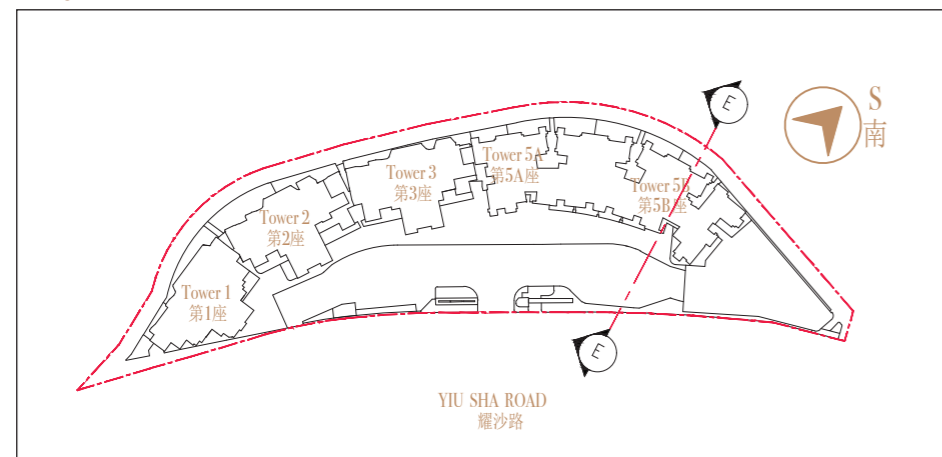 E
S
南
Tower 5A
第5A座
Tower 3
第3座
Tower 5B
第5B座
Tower 2
第2座
Tower 1
第1座
E
YIU SHA ROAD
耀沙路